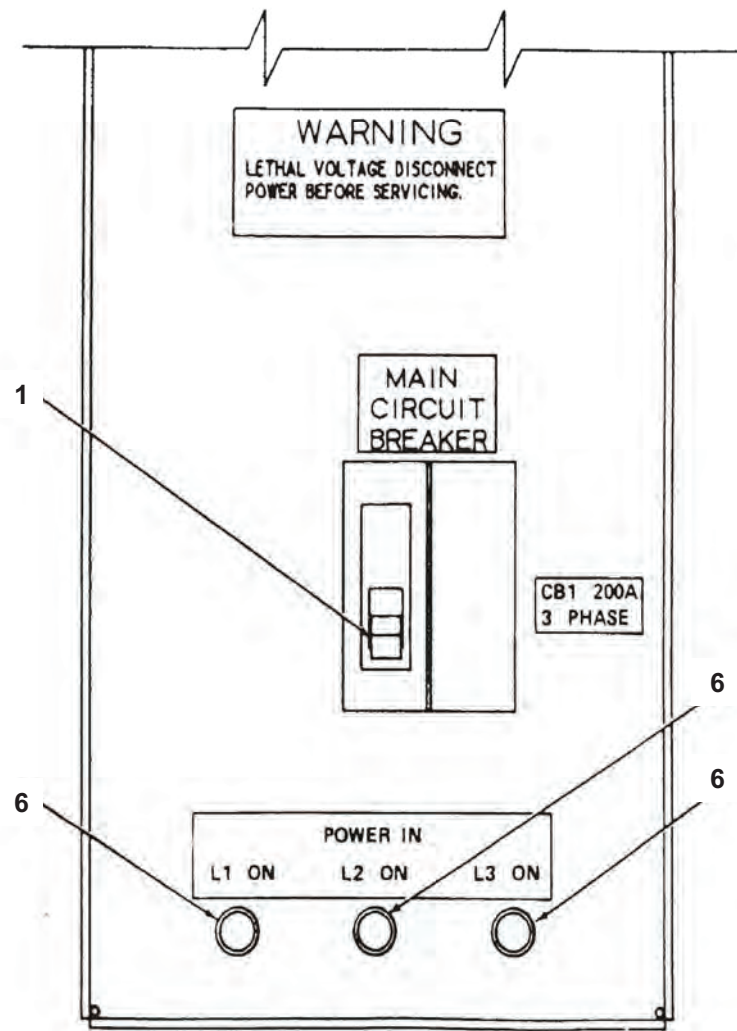 WARNING
LETHAL VOLTAGE DISCONNECT
POWER BEFORE SERVICING.
1
MAIN
CIRCUIT
BREAKER
CB1 200A
3 PHASE
6
6
6
POWER IN
L1 ON L2 ON L3 ON